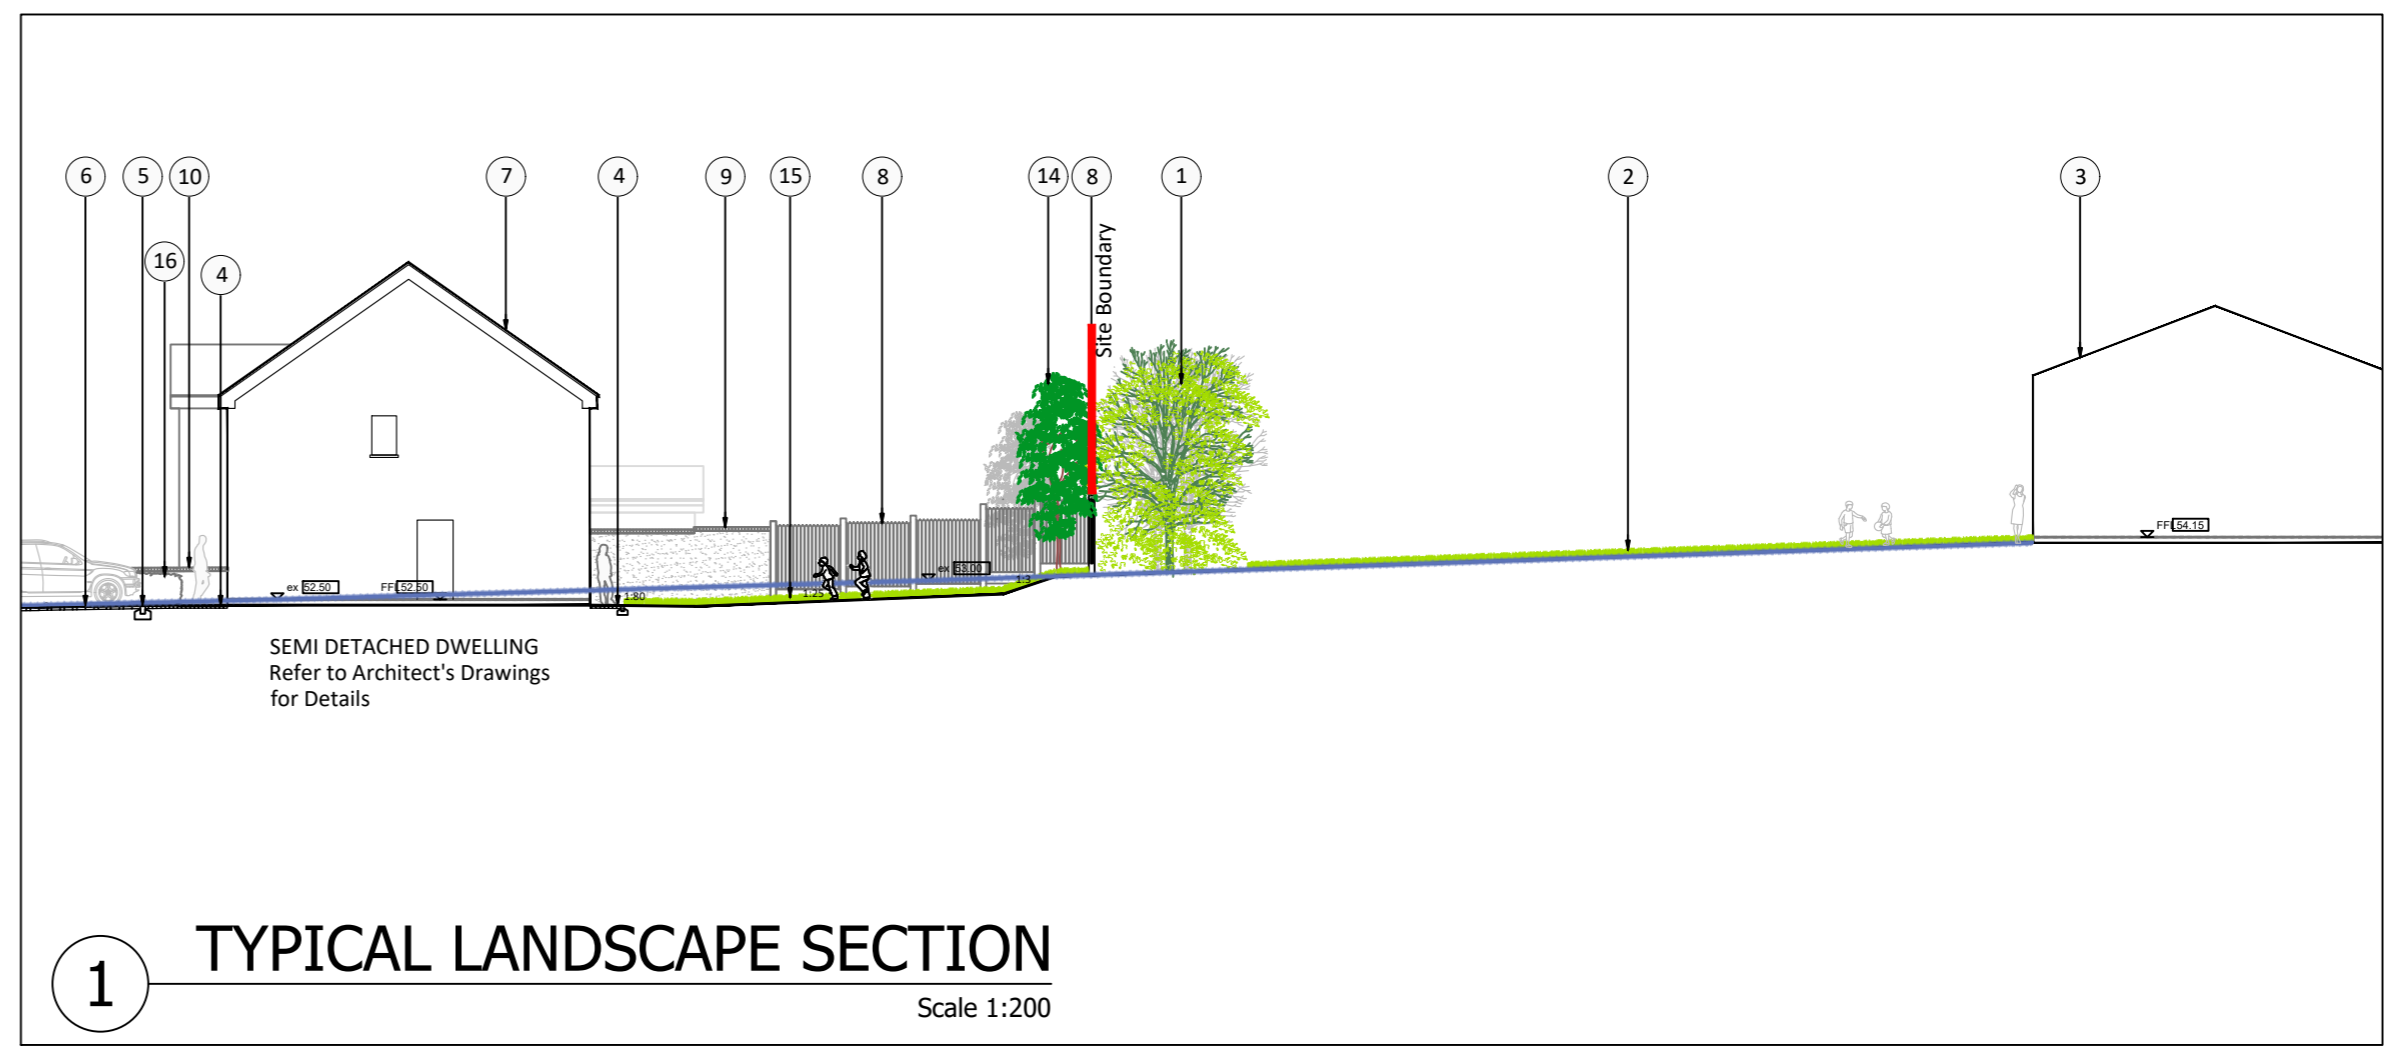 6 5 10 7 4 9 15 8 14 8 1 2 3
16 4
Site Boundary
FFL54.15
ex 53.00
1:3
ex 52.50
FFL52.50
1:80
1:25
SEMI DETACHED DWELLING
Refer to Architect's Drawings
for Details
1 TYPICAL LANDSCAPE SECTION
Scale 1:200